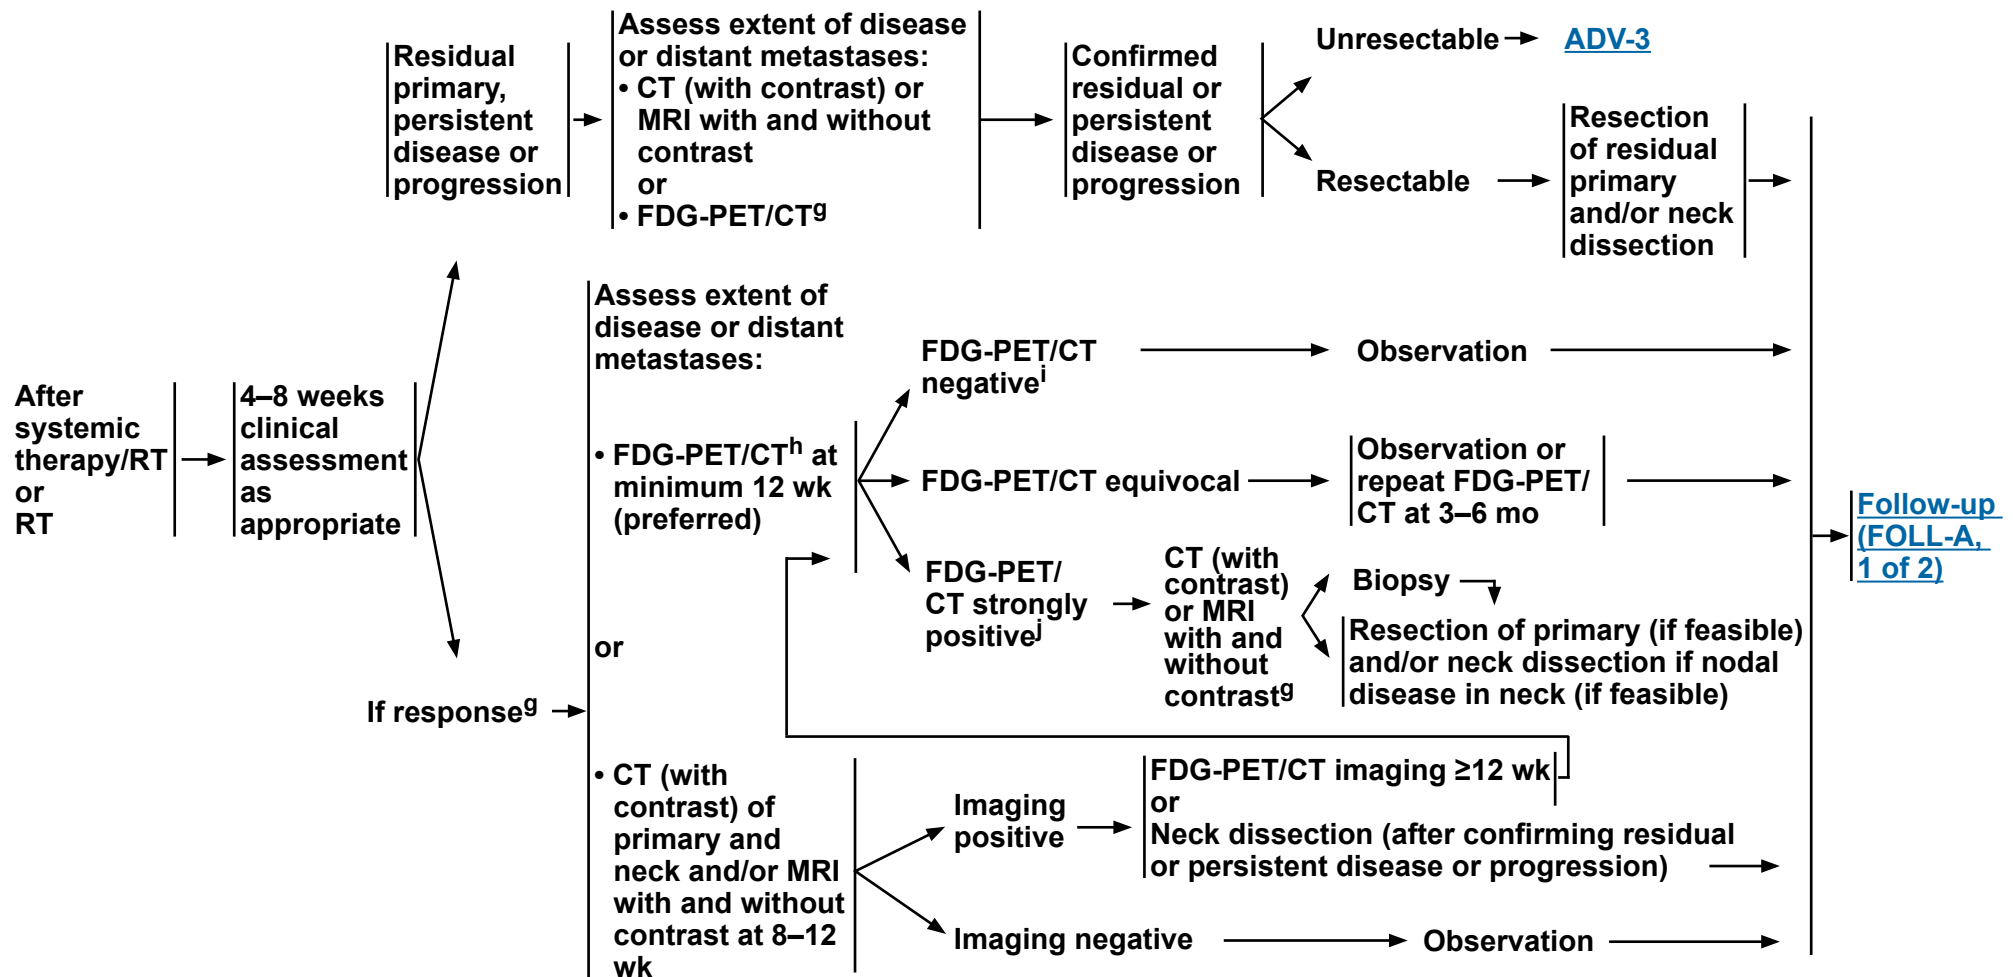 After
systemic
therapy/RT
or
RT
4–8 weeks
clinical
assessment
as
appropriate
Residual
primary,
persistent
disease or
progression
Assess extent of disease
or distant metastases:
• CT (with contrast) or
MRI with and without
contrast
or
• FDG-PET/CTg
Confirmed
residual or
persistent
disease or
progression
Unresectable
ADV-3
Resectable
Resection
of residual
primary
and/or neck
dissection
If responseg
Assess extent of
disease or distant
metastases:
• FDG-PET/CTh at
minimum 12 wk
(preferred)
or
• CT (with
contrast) of
primary and
neck and/or MRI
with and without
contrast at 8–12
wk
FDG-PET/CT
negativei
Observation
FDG-PET/CT equivocal
Observation or
repeat FDG-PET/
CT at 3–6 mo
FDG-PET/
CT strongly
positivej
CT (with
contrast)
or MRI
with and
without
contrastg
Biopsy
Resection of primary (if feasible)
and/or neck dissection if nodal
disease in neck (if feasible)
Imaging
positive
FDG-PET/CT imaging ≥12 wk
or
Neck dissection (after confirming residual
or persistent disease or progression)
Imaging negative
Observation
Follow-up
(FOLL-A,
1 of 2)